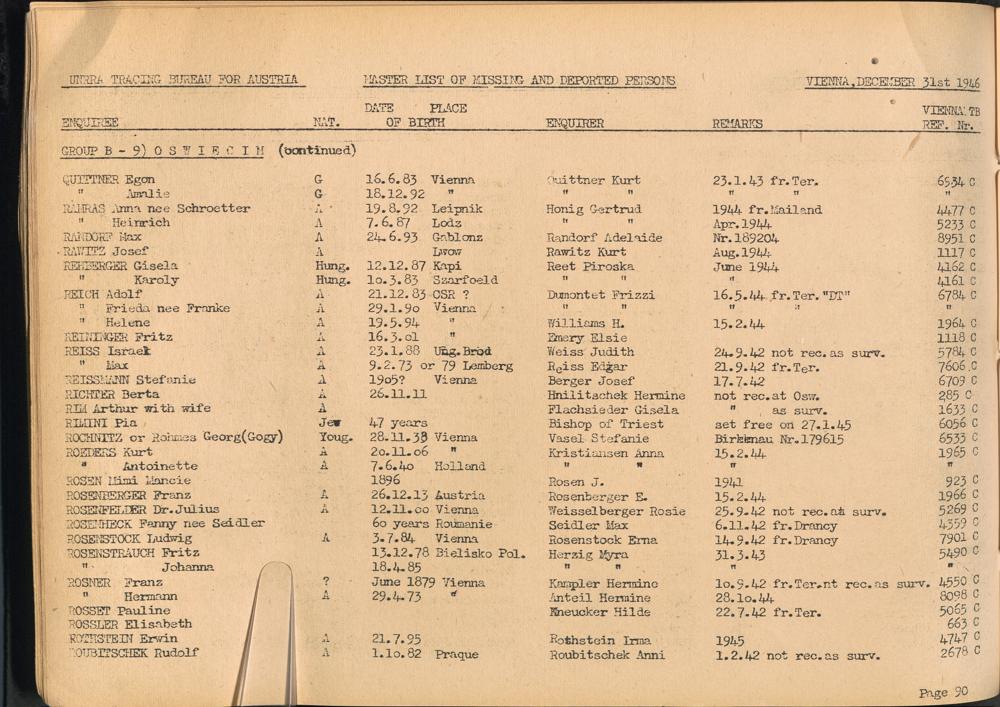 UNRRA TRACING BUREAU FOR AUSTRIA MASTER LIST OF MISSING AND DEPORTED PERSONS VIENNA, DECEMBER 31st 1946
DATE PLACE VIENNA TB
ENQUIREE NAT. OF BIRTH ENQUIRER REMARKS REF. Nr.
GROUP B - 9) O S W I E C I M (continued)
QUITTNER Egon G 16.6.83 Vienna Quittner Kurt 23.1.43 fr.Ter. 6534 C
" Amalie G 18.12.92 " " " " " "
RAHRAS Anna nee Schroetter A 19.8.92 Leipnik Honig Gertrud 1944 fr.Mailand 4477 C
" Heinrich A 7.6.87 Lodz " " Apr.1944 5233 C
RANDORF Max A 24.6.93 Gablonz Randorf Adelaide Nr.189204 8951 C
RAWITZ Josef A Lwow Rawitz Kurt Aug.1944 1117 C
REHBERGER Gisela Hung. 12.12.87 Kapi Reet Piroska June 1944 4162 C
" Karoly Hung. 1o.3.83 Szarfoeld " " " 4161 C
REICH Adolf A 21.12.83 CSR ? Dumontet Frizzi 16.5.44 fr.Ter."DT" 6784 C
" Frieda nee Franke A 29.1.9o Vienna " " " " "
" Helene A 19.5.94 " Williams H. 15.2.44 1964 C
REININGER Fritz A 16.3.o1 " Emery Elsie 1118 C
REISS Israel A 23.1.88 Ung.Brod Weiss Judith 24.9.42 not rec.as surv. 5784 C
" Max A 9.2.73 or 79 Lemberg Reiss Edgar 21.9.42 fr.Ter. 7606 C
REISSMANN Stefanie A 19o5? Vienna Berger Josef 17.7.42 6709 C
RICHTER Berta A 26.11.11 Hnilitschek Hermine not rec.at Osw. 285 C
RIM Arthur with wife A Flachsieder Gisela " as surv. 1633 C
RIMINI Pia Jew 47 years Bishop of Triest set free on 27.1.45 6056 C
ROCHNITZ or Rohmes Georg(Gogy) Youg. 28.11.38 Vienna Vasel Stefanie Birkenau Nr.179615 6533 C
ROEDERS Kurt A 2o.11.o6 " Kristiansen Anna 15.2.44 1965 C
" Antoinette A 7.6.4o Holland " " " "
ROSEN Mimi Mancie 1896 Rosen J. 1941 923 C
ROSENBERGER Franz A 26.12.13 Austria Rosenberger E. 15.2.44 1966 C
ROSENFELDER Dr.Julius A 12.11.oo Vienna Weisselberger Rosie 25.9.42 not rec.as surv. 5269 C
ROSENHECK Fanny nee Seidler 6o years Roumanie Seidler Max 6.11.42 fr.Drancy 4359 C
ROSENSTOCK Ludwig A 3.7.84 Vienna Rosenstock Erna 14.9.42 fr.Drancy 7901 C
ROSENSTRAUCH Fritz 13.12.78 Bielisko Pol. Herzig Myra 31.3.43 5490 C
" Johanna 18.4.85 " " " "
ROSNER Franz ? June 1879 Vienna Kampler Hermine 1o.9.42 fr.Ter.nt rec.as surv. 4550 C
" Hermann A 29.4.73 " Anteil Hermine 28.1o.44 8098 C
ROSSET Pauline Kneucker Hilde 22.7.42 fr.Ter. 5065 C
ROSSLER Elisabeth 663 C
ROTHSTEIN Erwin A 21.7.95 Rothstein Irma 1945 4747 C
ROUBITSCHEK Rudolf A 1.1o.82 Praque Roubitschek Anni 1.2.42 not rec.as surv. 2678 C
Page 90